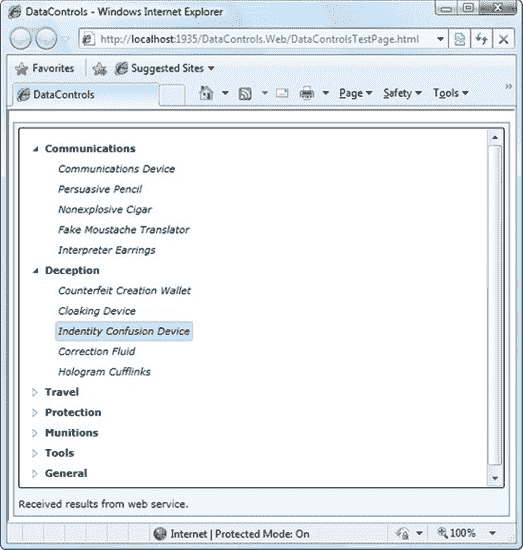 DataControls - Windows Internet Explorer
http://localhost:1935/DataControls.Web/DataControlsTestPage.html
Favorites Suggested Sites
DataControls Page Safety Tools »
Communications
Communications Device
Persuasive Pencil
Nonexplosive Cigar
Fake Moustache Translator
Interpreter Earrings
Deception
Counterfeit Creation Wallet
Cloaking Device
Indentity Confusion Device
Correction Fluid
Hologram Cufflinks
Travel
Protection
Munitions
Tools
General
Received results from web service.
Internet | Protected Mode: On 100%